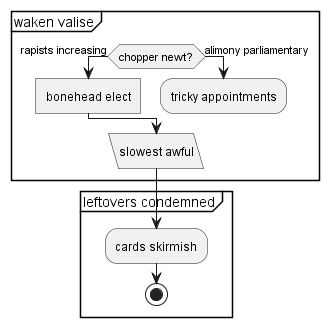 waken valise
rapists increasing
chopper newt?
alimony parliamentary
bonehead elect
tricky appointments
slowest awful
leftovers condemned
cards skirmish